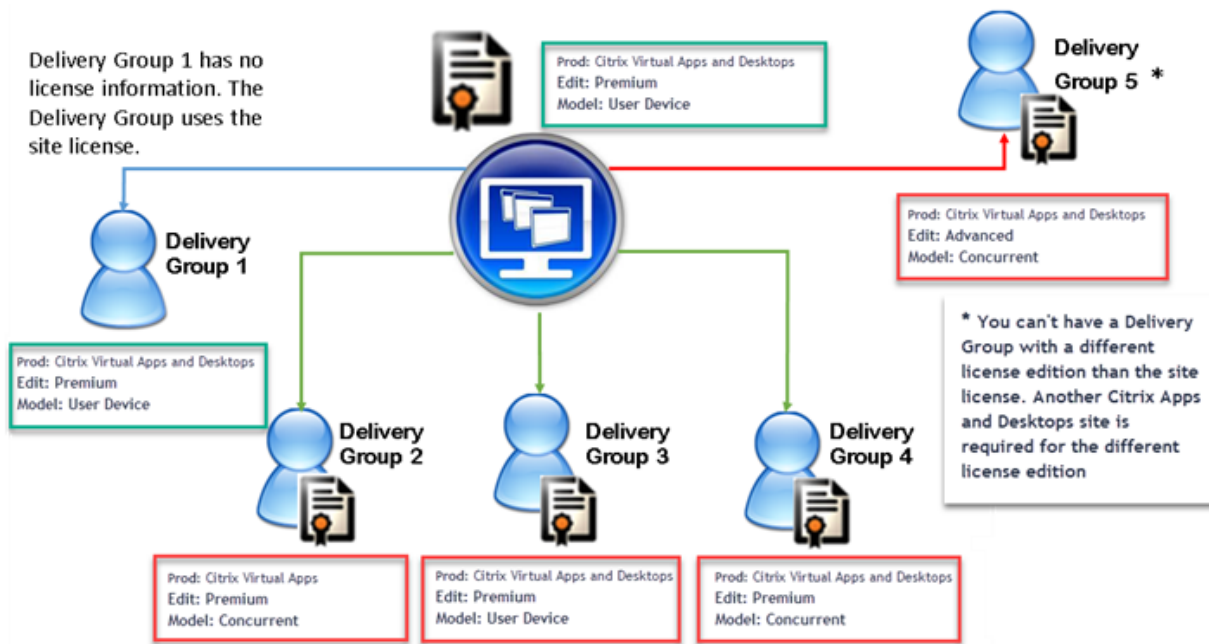 Delivery Group 1 has no
license information. The
Delivery Group uses the
site license.
Prod: Citrix Virtual Apps and Desktops
Edit: Premium
Model: User Device
Delivery
Group 5 *
Prod: Citrix Virtual Apps and Desktops
Edit: Advanced
Model: Concurrent
Delivery
Group 1
Prod: Citrix Virtual Apps and Desktops
Edit: Premium
Model: User Device
* You can't have a Delivery
Group with a different
license edition than the site
license. Another Citrix Apps
and Desktops site is
required for the different
license edition
Delivery
Group 2
Delivery
Group 3
Delivery
Group 4
Prod: Citrix Virtual Apps
Edit: Premium
Model: Concurrent
Prod: Citrix Virtual Apps and Desktops
Edit: Premium
Model: User Device
Prod: Citrix Virtual Apps and Desktops
Edit: Premium
Model: Concurrent